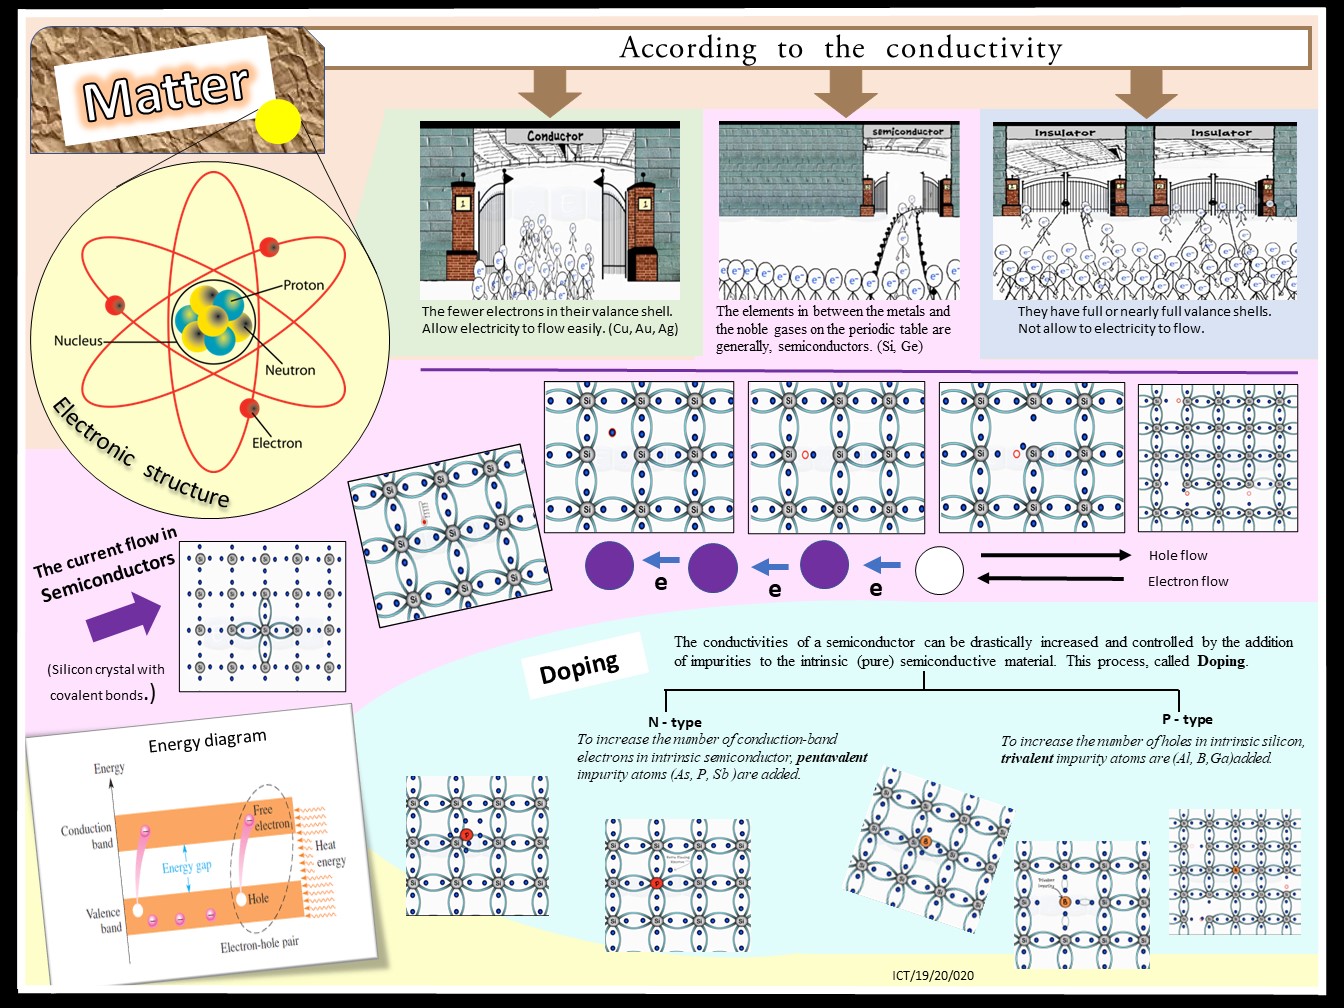 According to the conductivity
Matter
Conductor
semiconductor
Insulator
Insulator
1
1
The fewer electrons in their valance shell.
Allow electricity to flow easily. (Cu, Au, Ag)
The elements in between the metals and
the noble gases on the periodic table are
generally, semiconductors. (Si, Ge)
They have full or nearly full valance shells.
Not allow to electricity to flow.
Proton
Nucleus
Neutron
Electron
Electronic structure
The current flow in
Semiconductors
(Silicon crystal with
covalent bonds.)
e
e
e
Hole flow
Electron flow
Doping
The conductivities of a semiconductor can be drastically increased and controlled by the addition
of impurities to the intrinsic (pure) semiconductive material. This process, called Doping.
N - type
To increase the number of conduction-band
electrons in intrinsic semiconductor, pentavalent
impurity atoms (As, P, Sb )are added.
P - type
To increase the number of holes in intrinsic silicon,
trivalent impurity atoms are (Al, B,Ga)added.
Energy diagram
Energy
Conduction
band
Free
electron
Heat
energy
Energy gap
Valence
band
Hole
Electron-hole pair
P
P
B
Trivalent
impurity
B
ICT/19/20/020